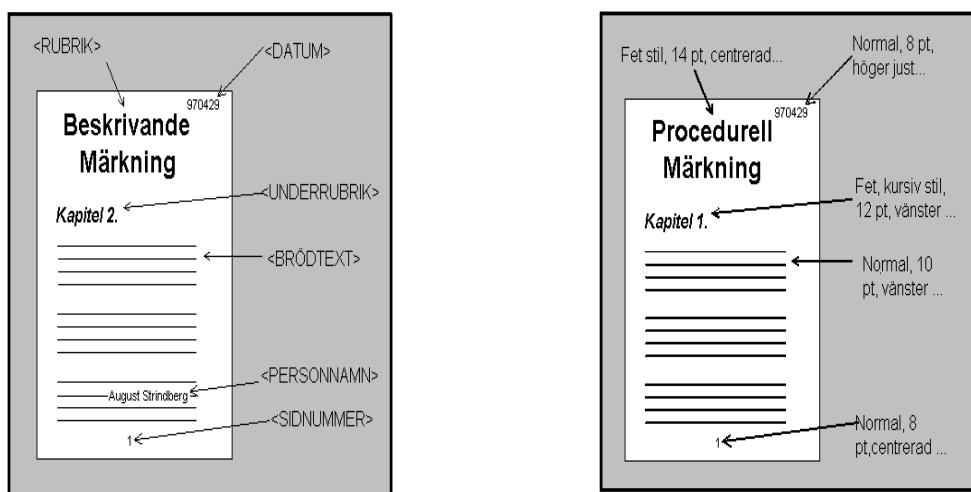 <RUBRIK>
<DATUM>
970429
Beskrivande
Märkning
<UNDERRUBRIK>
Kapitel 2.
<BRÖDTEXT>
<PERSONNAMN>
August Strindberg
<SIDNUMMER>
1
Fet stil, 14 pt, centrerad...
Normal, 8 pt,
höger just...
970429
Procedurell
Märkning
Fet, kursiv stil,
12 pt, vänster ...
Kapitel 1.
Normal, 10
pt, vänster ...
Normal, 8
pt,centrerad ...
1